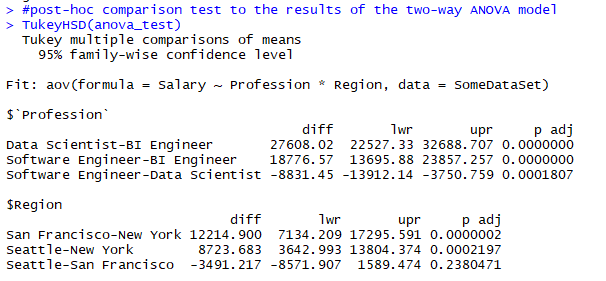 > #post-hoc comparison test to the results of the two-way ANOVA model
> TukeyHSD(anova_test)
  Tukey multiple comparisons of means
    95% family-wise confidence level

Fit: aov(formula = Salary ~ Profession * Region, data = SomeDataSet)

$`Profession`
                                     diff       lwr       upr     p adj
Data Scientist-BI Engineer       27608.02  22527.33 32688.707 0.0000000
Software Engineer-BI Engineer    18776.57  13695.88 23857.257 0.0000000
Software Engineer-Data Scientist -8831.45 -13912.14 -3750.759 0.0001807

$Region
                            diff       lwr       upr     p adj
San Francisco-New York 12214.900  7134.209 17295.591 0.0000002
Seattle-New York        8723.683  3642.993 13804.374 0.0002197
Seattle-San Francisco  -3491.217 -8571.907  1589.474 0.2380471